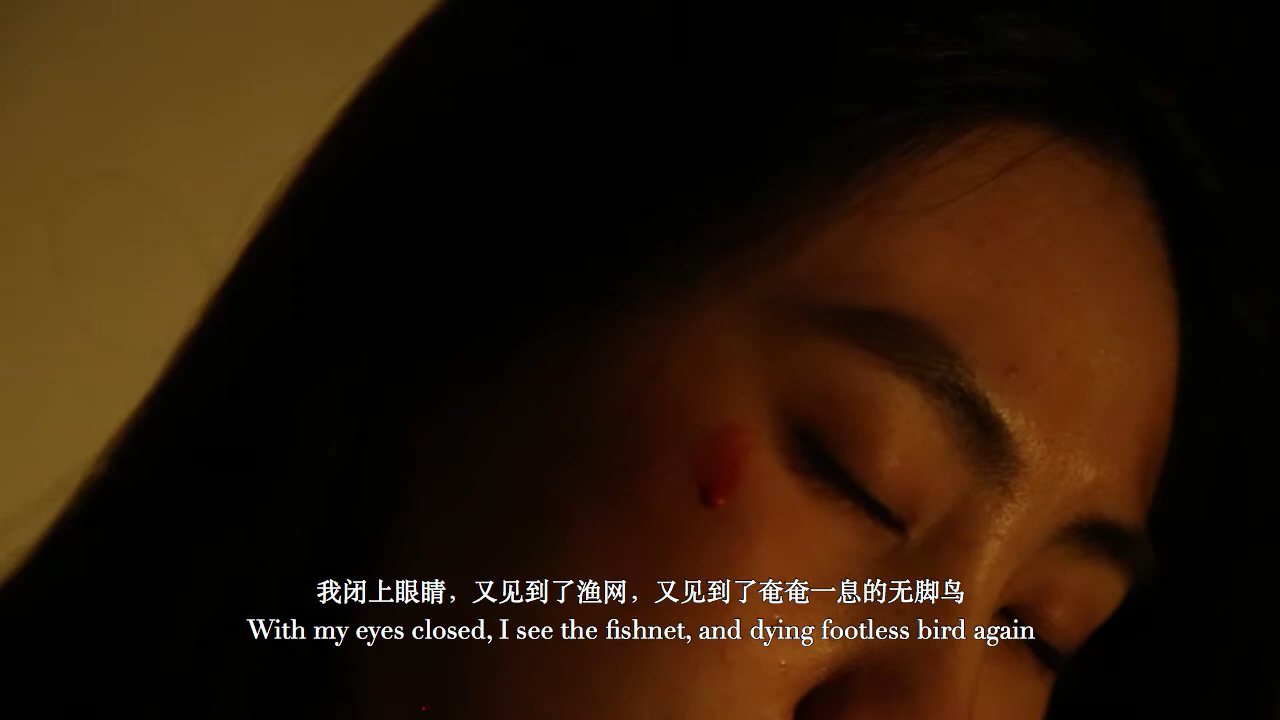 我闭上眼睛，又见到了渔网，又见到了奄奄一息的无脚鸟
With my eyes closed, I see the fishnet, and dying footless bird again